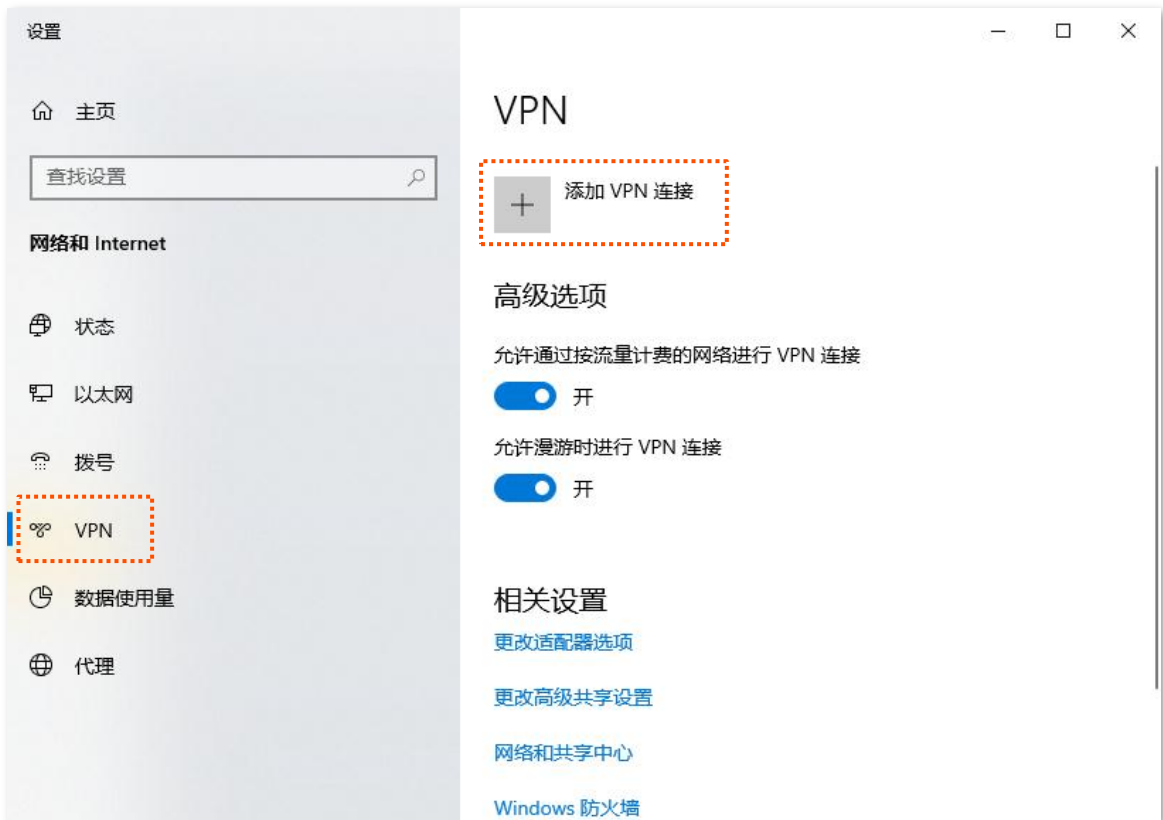 设置
主页
查找设置
网络和 Internet
状态
以太网
拨号
VPN
数据使用量
代理
VPN
添加 VPN 连接
高级选项
允许通过按流量计费的网络进行 VPN 连接
开
允许漫游时进行 VPN 连接
开
相关设置
更改适配器选项
更改高级共享设置
网络和共享中心
Windows 防火墙